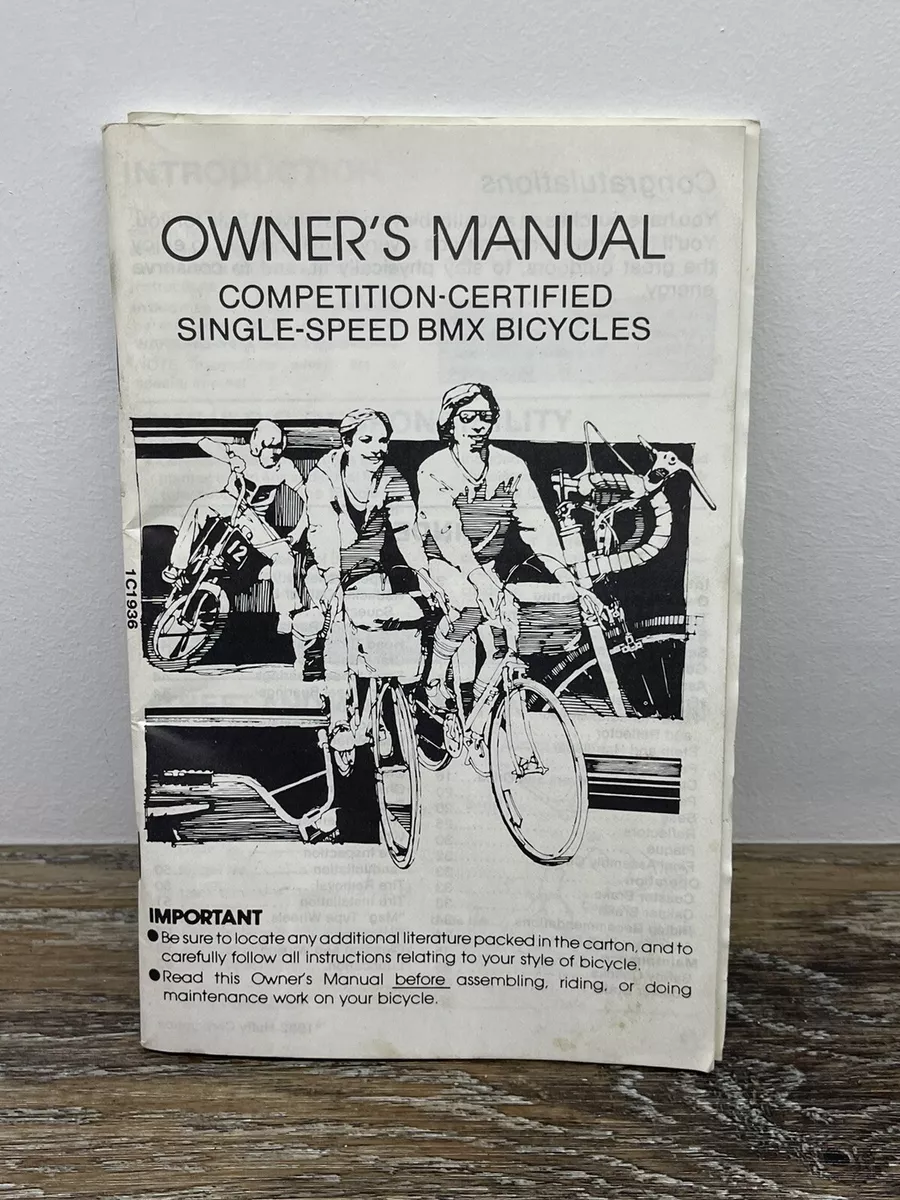 OWNER'S MANUAL
COMPETITION-CERTIFIED
SINGLE-SPEED BMX BICYCLES
12
1C1936
IMPORTANT
● Be sure to locate any additional literature packed in the carton, and to
carefully follow all instructions relating to your style of bicycle.
● Read this Owner's Manual before assembling, riding, or doing
maintenance work on your bicycle.